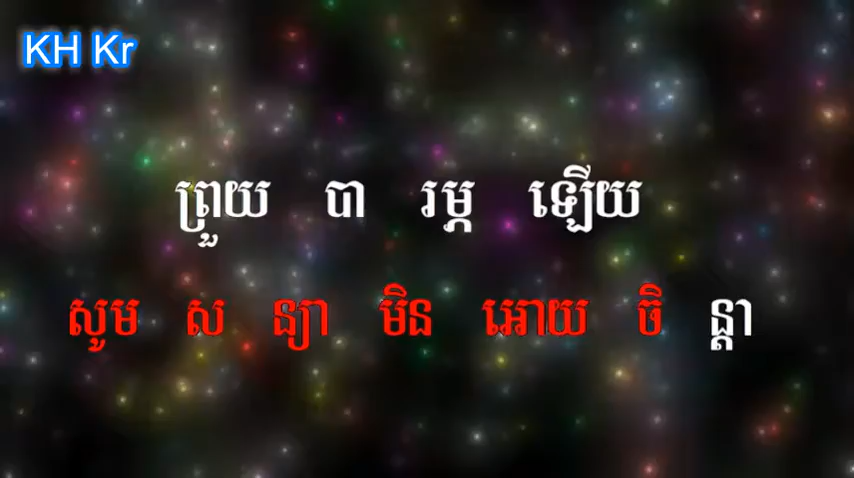 KH Kr
ព្រួយ បា រម្ភ ឡើយ
សូម ស ន្យា មិន អោយ ចិ ន្តា